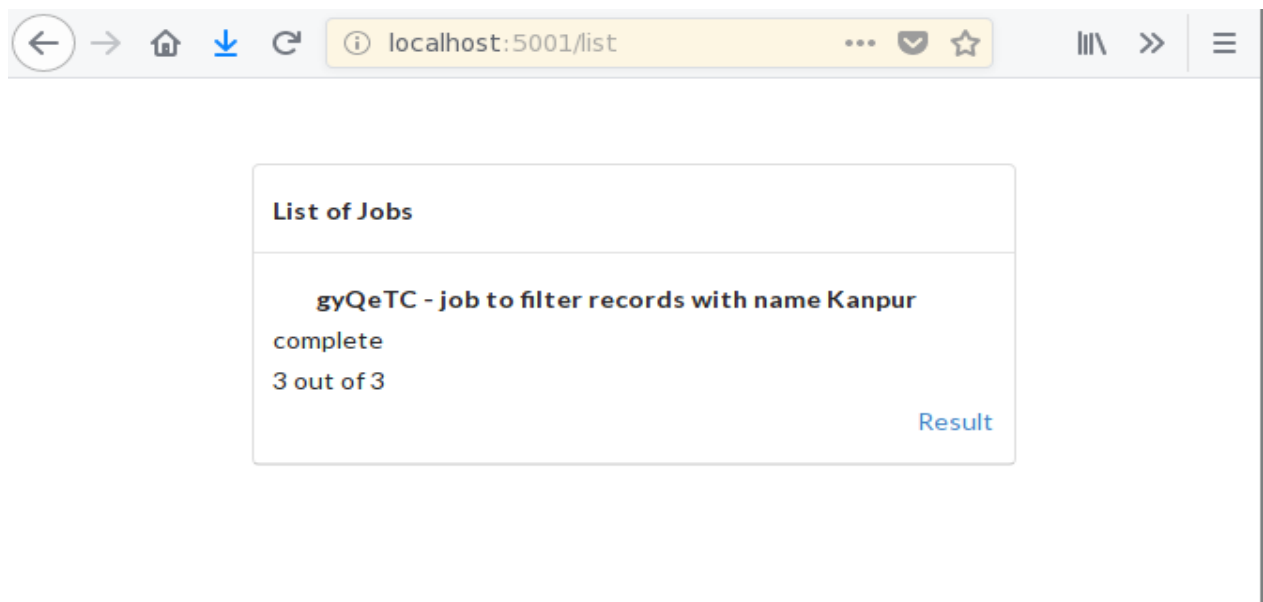 localhost:5001/list
List of Jobs
gyQeTC - job to filter records with name Kanpur
complete
3 out of 3
Result